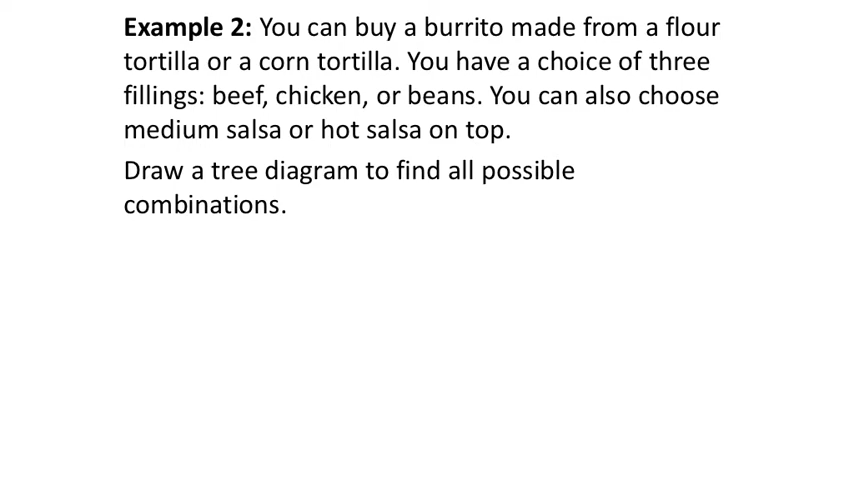 Example 2: You can buy a burrito made from a flour
tortilla or a corn tortilla. You have a choice of three
fillings: beef, chicken, or beans. You can also choose
medium salsa or hot salsa on top.
Draw a tree diagram to find all possible
combinations.